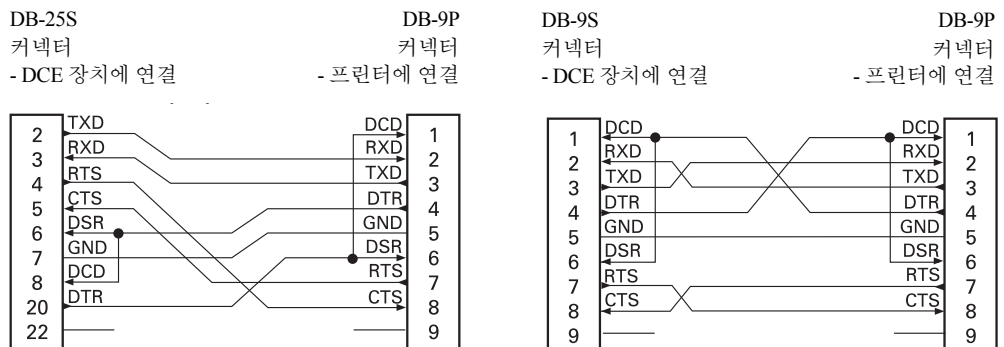 DB-25S DB-9P
커넥터 커넥터
- DCE 장치에 연결 - 프린터에 연결
2 TXD DCD 1
3 RXD RXD 2
4 RTS TXD 3
5 CTS DTR 4
6 DSR GND 5
7 GND DSR 6
8 DCD RTS 7
20 DTR CTS 8
22 9
DB-9S DB-9P
커넥터 커넥터
- DCE 장치에 연결 - 프린터에 연결
1 DCD DCD 1
2 RXD RXD 2
3 TXD TXD 3
4 DTR DTR 4
5 GND GND 5
6 DSR DSR 6
7 RTS RTS 7
8 CTS CTS 8
9 9